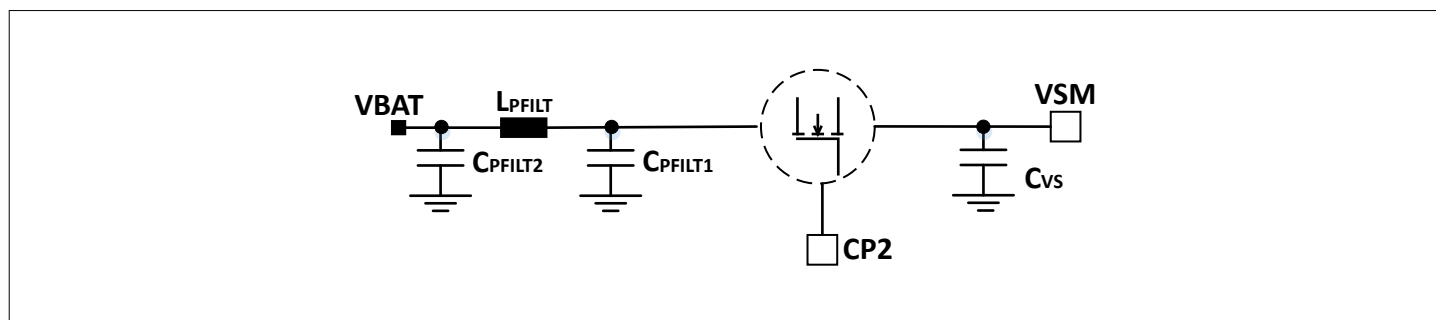 VBAT
LPFILT
VSM
CPFILT2
CPFILT1
CVS
CP2